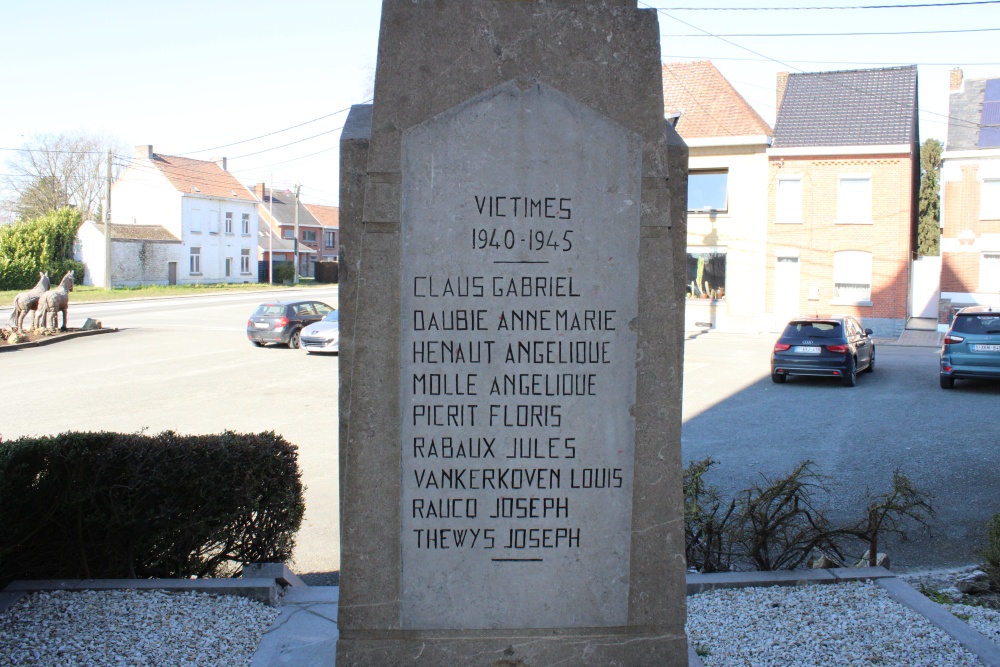 VICTIMES
1940-1945
CLAUS GABRIEL
DAUBIE ANNEMARIE
HENAUT ANGELIQUE
MOLLE ANGELIQUE
PICRIT FLORIS
RABAUX JULES
VANKERKOVEN LOUIS
RAUCQ JOSEPH
THEWYS JOSEPH